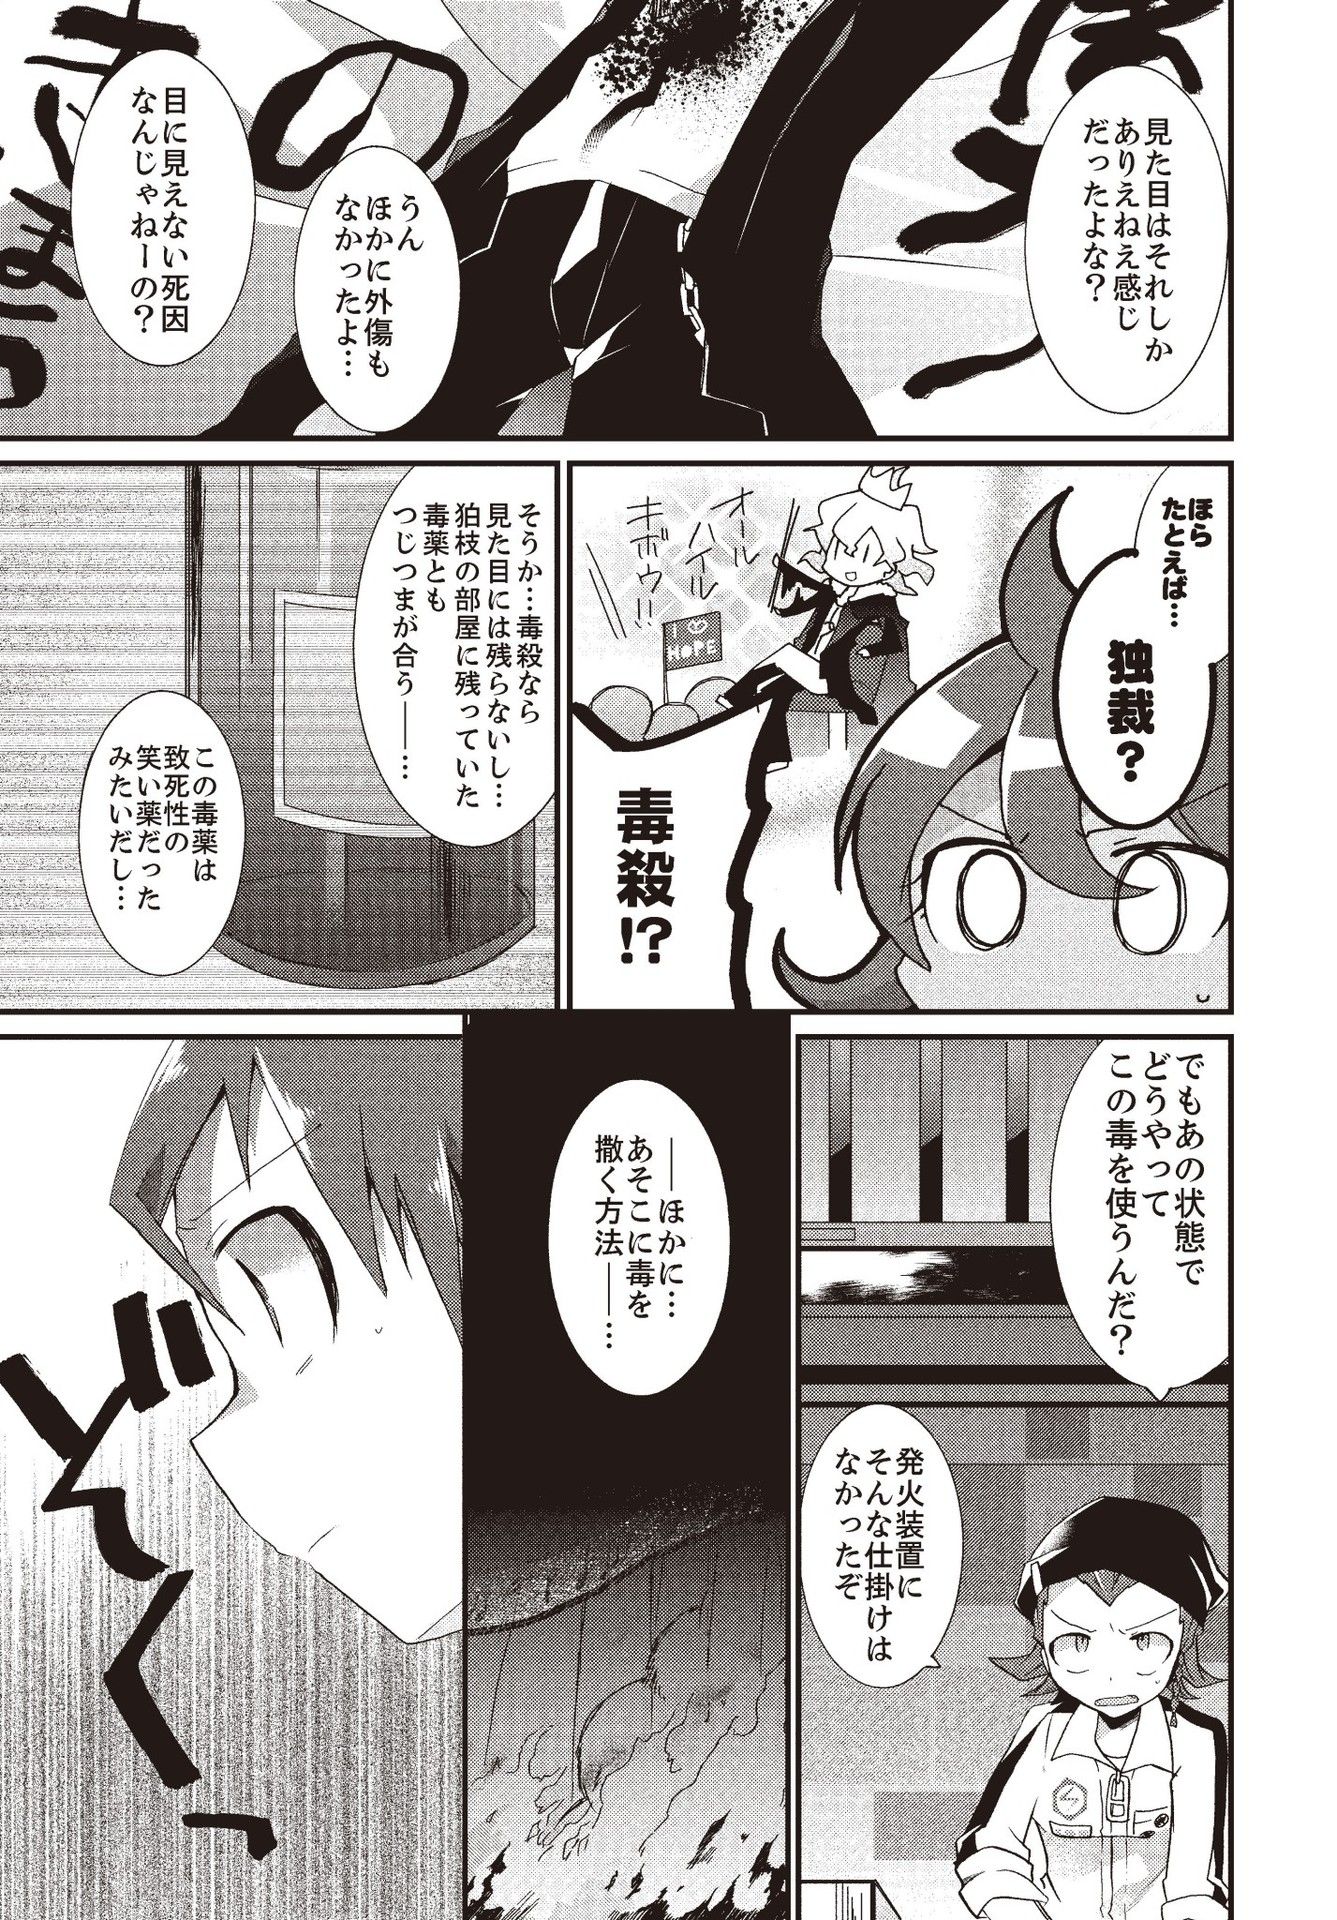 見た目はそれしか
ありえねえ感じ
だったよな?
うん
ほかに外傷も
なかったよ…
目に見えない死因
なんじゃねーの?
ほら
たとえば…
独裁?
オール
ハイル
キボウ!!
I
HOPE
毒殺!?
そうか…毒殺なら
見た目には残らないし…
狛枝の部屋に残っていた
毒薬とも
つじつまが合う——…
この毒薬は
致死性の
笑い薬だった
みたいだし…
でもあの状態で
どうやって
この毒を使うんだ?
発火装置に
そんな仕掛けは
なかったぞ
——ほかに…
あそこに毒を
撒く方法——…
どくっ